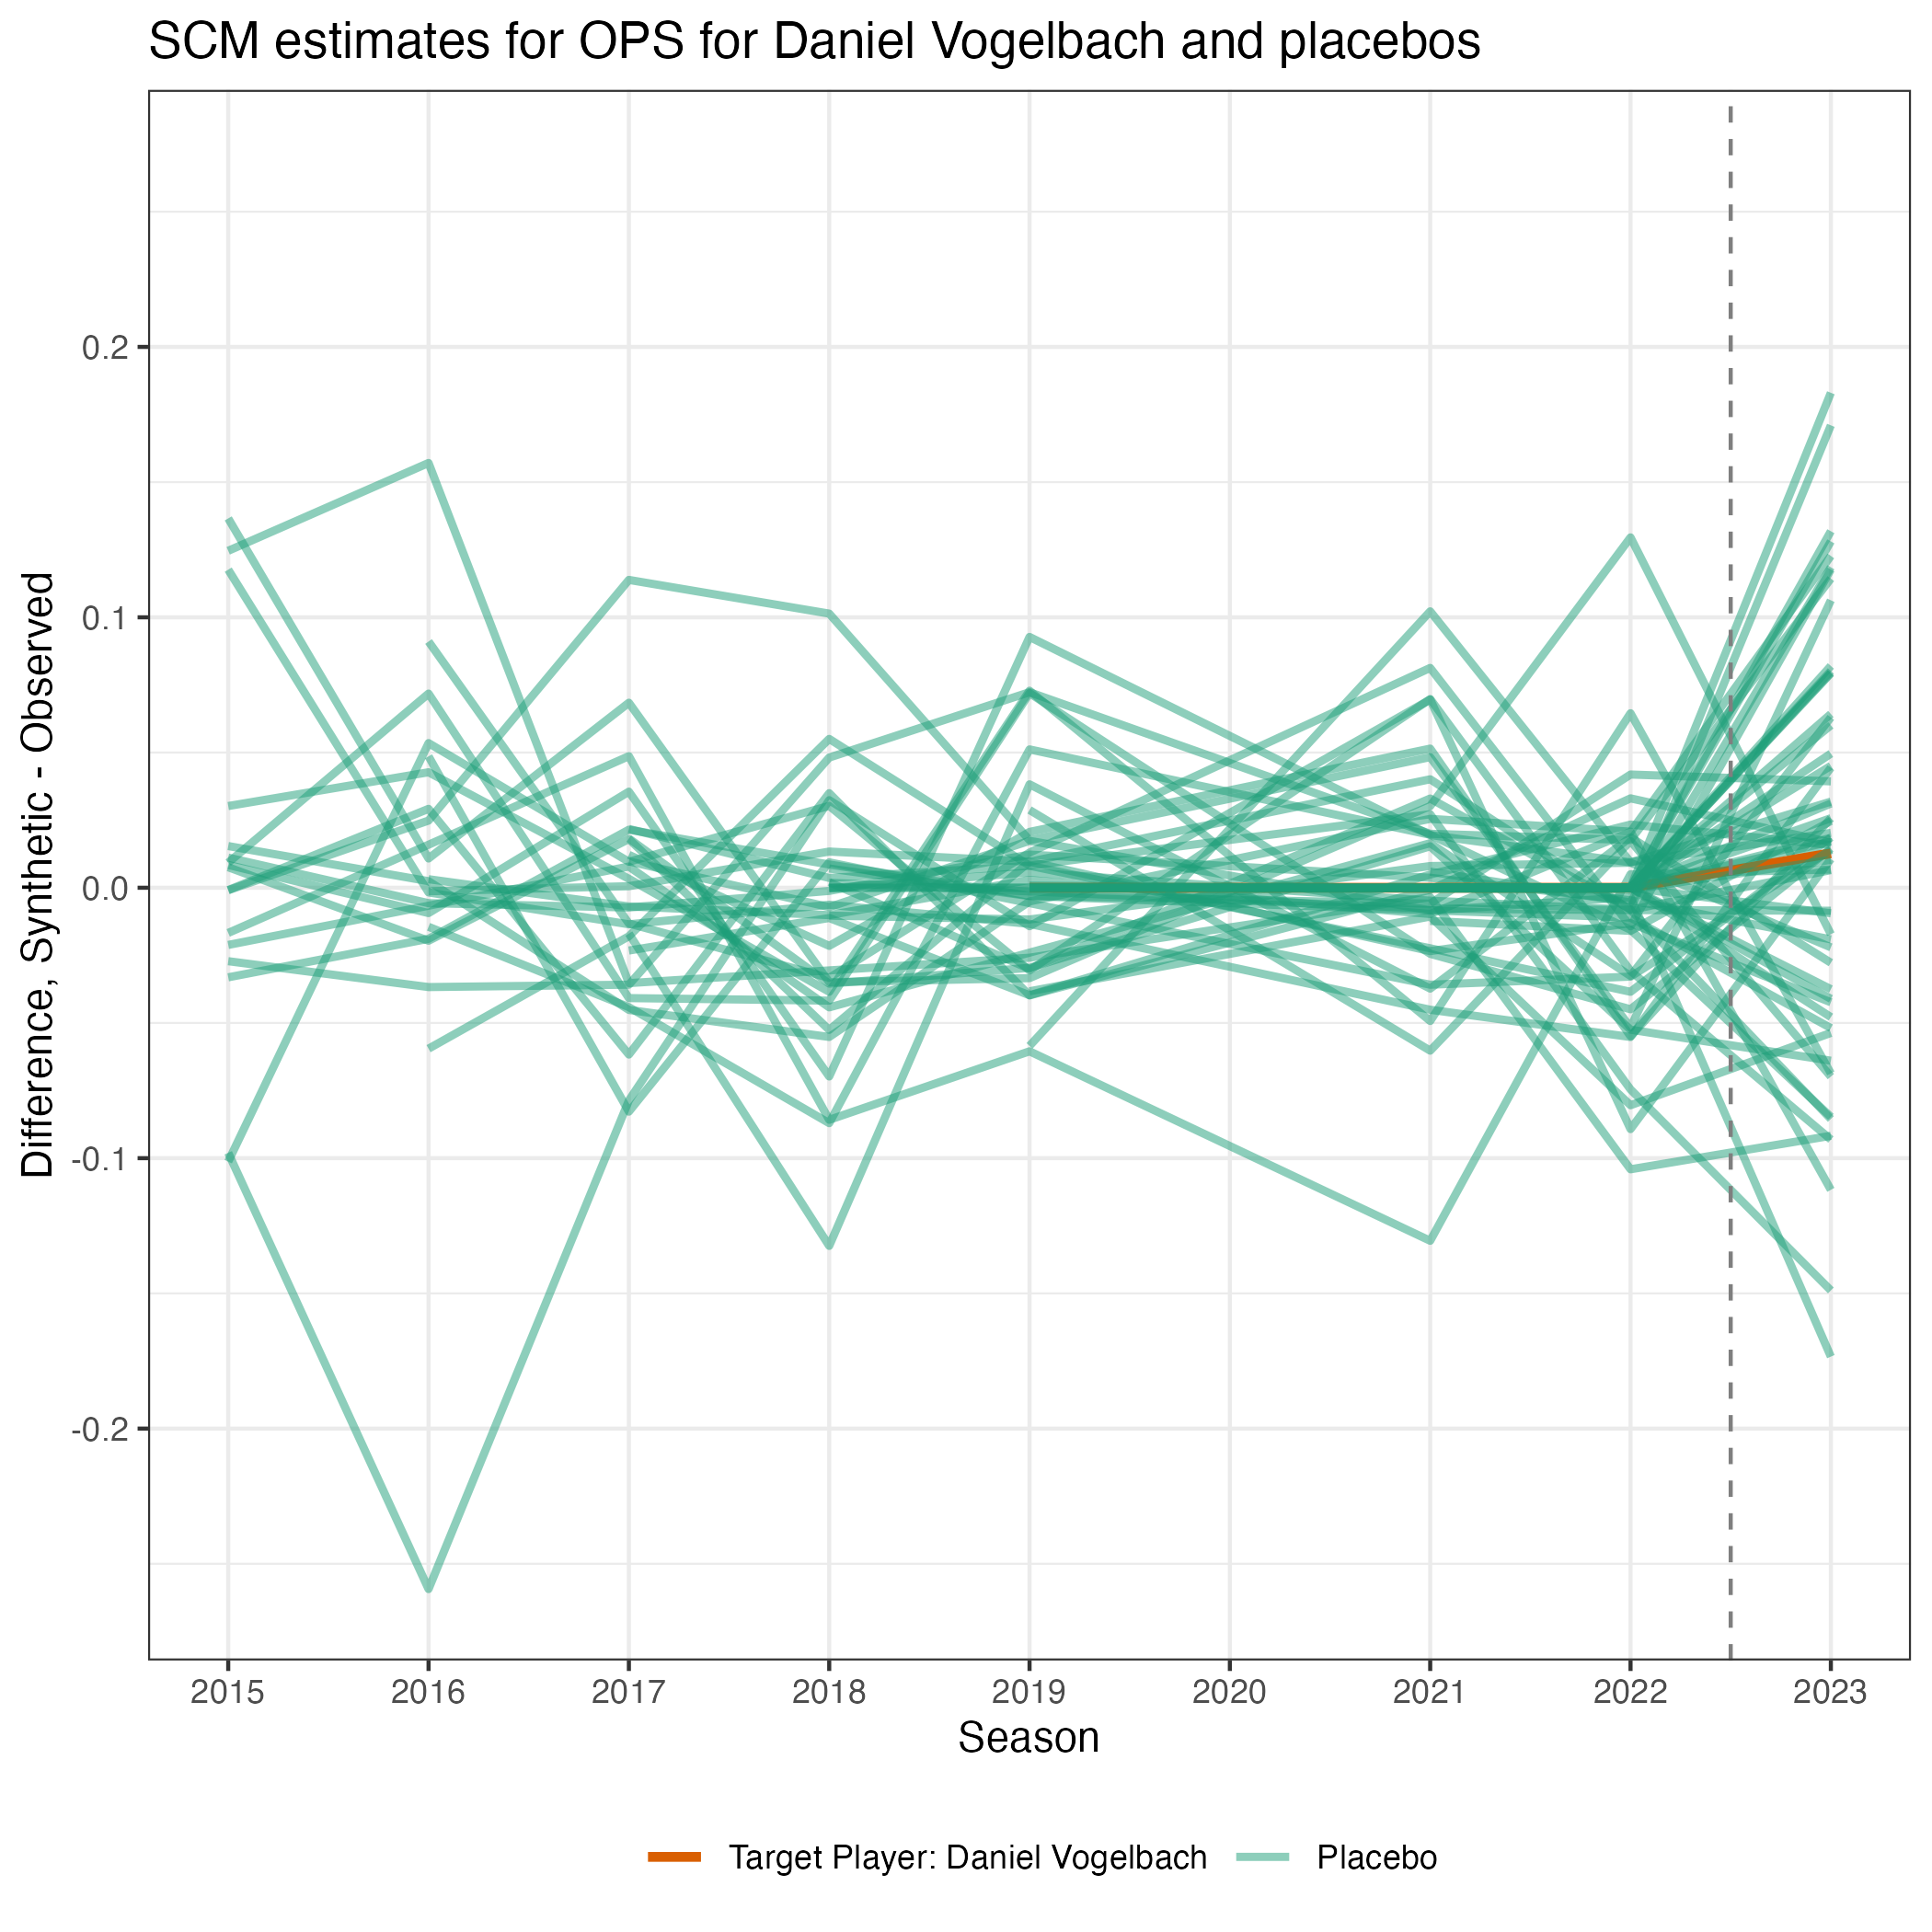 SCM estimates for OPS for Daniel Vogelbach and placebos
Difference, Synthetic - Observed
0.2
0.1
0.0
-0.1
-0.2
2015 2016 2017 2018 2019 2020 2021 2022 2023
Season
Target Player: Daniel Vogelbach Placebo